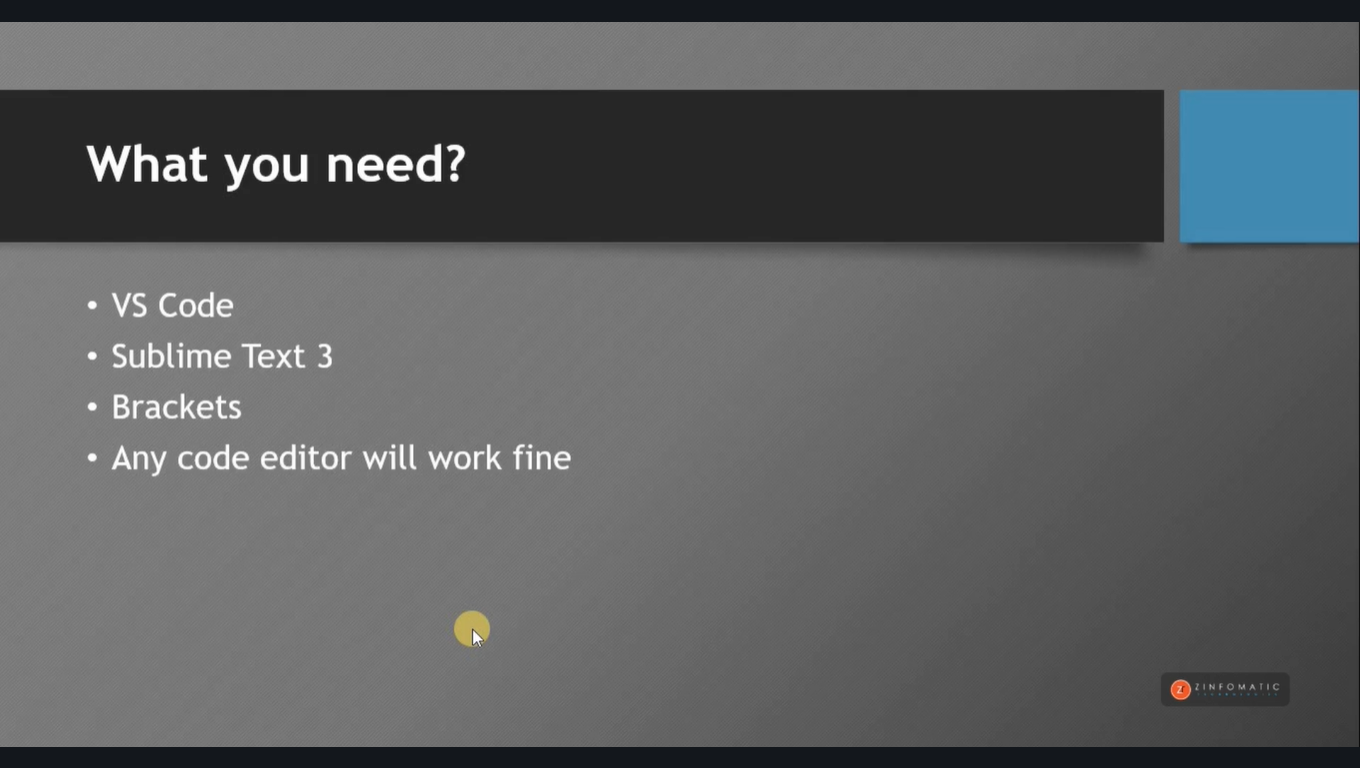 What you need?
• VS Code
• Sublime Text 3
• Brackets
• Any code editor will work fine
Z ZINFOMATIC